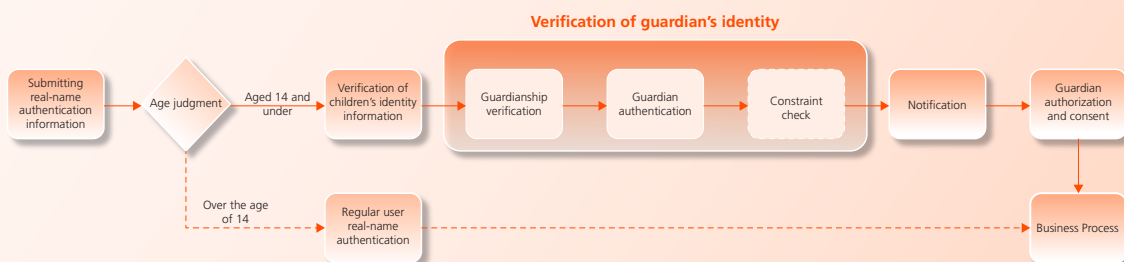 Verification of guardian's identity
Submitting
real-name
authentication
information
Age judgment
Aged 14 and
under
Verification of
children's identity
information
Guardianship
verification
Guardian
authentication
Constraint
check
Notification
Guardian
authorization
and consent
Over the age
of 14
Regular user
real-name
authentication
Business Process